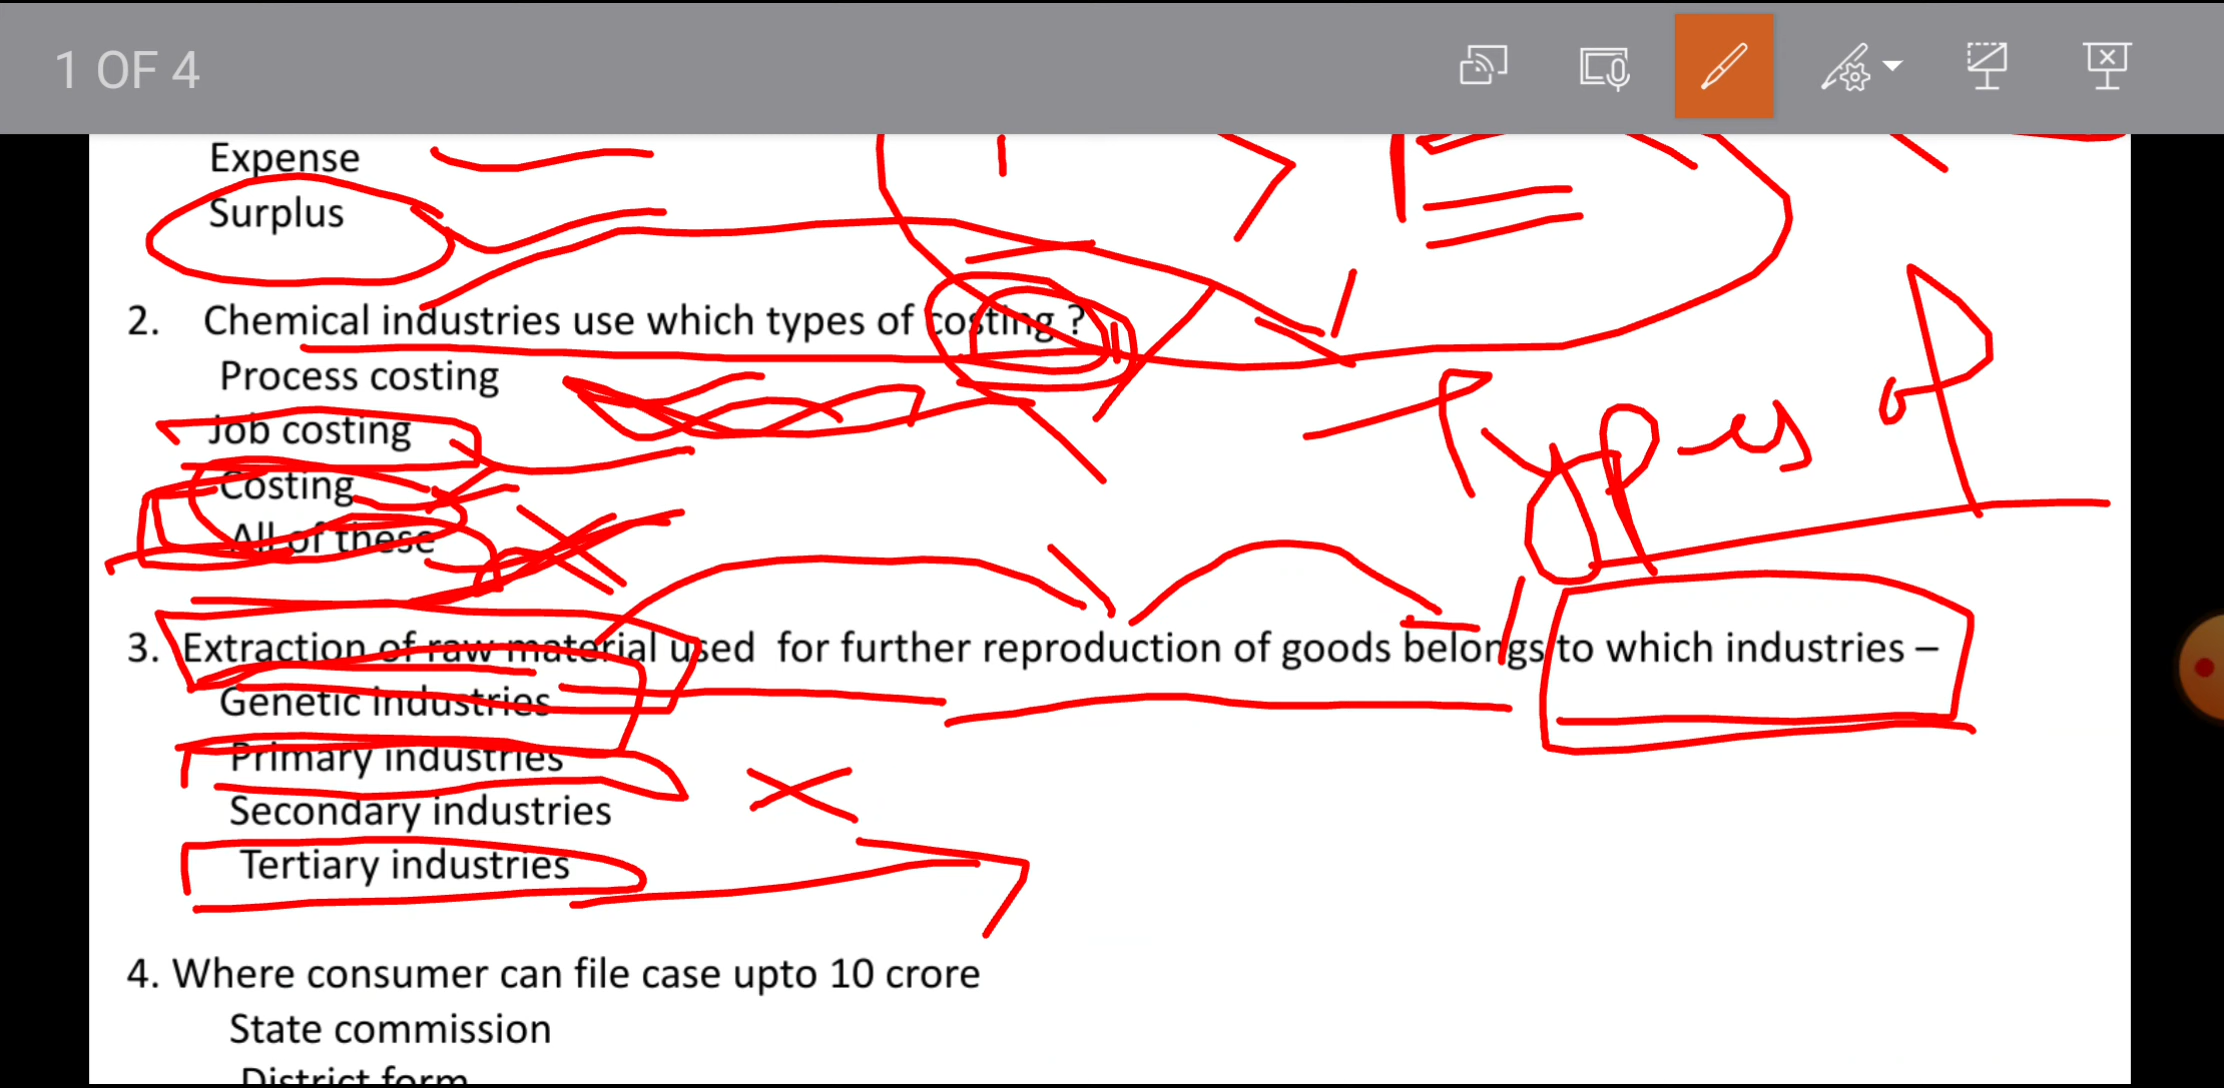 1 OF 4
Expense
Surplus
2. Chemical industries use which types of costing ?
Process costing
Job costing
Costing
All of these
Types of
3. Extraction of raw material used for further reproduction of goods belongs to which industries –
Genetic industries
Primary industries
Secondary industries
Tertiary industries
4. Where consumer can file case upto 10 crore
State commission
District form